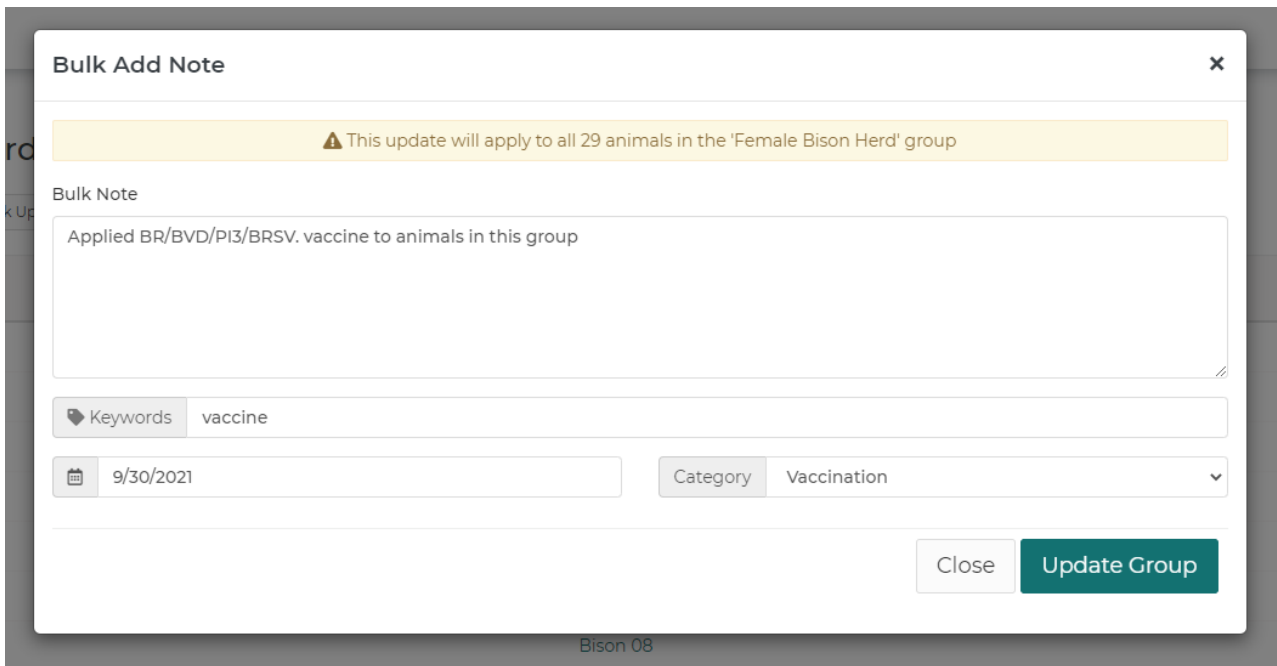 Bulk Add Note
×
This update will apply to all 29 animals in the 'Female Bison Herd' group
rd
Bulk Note
k Up
Applied BR/BVD/PI3/BRSV. vaccine to animals in this group
Keywords vaccine
9/30/2021 Category Vaccination
Close Update Group
Bison 08